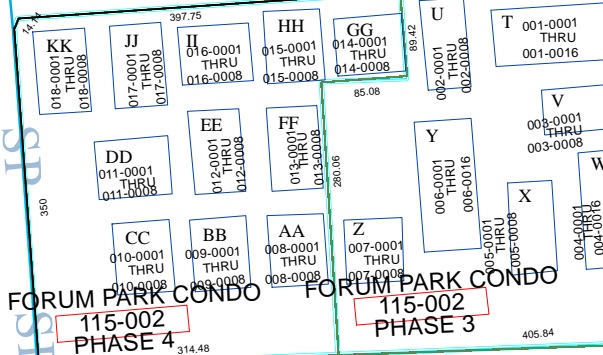 14.14
397.75
KK
018-0001
THRU
018-0008
JJ
017-0001
THRU
017-0008
II
016-0001
THRU
016-0008
HH
015-0001
THRU
015-0008
GG
014-0001
THRU
014-0008
89.42
U
002-0001
THRU
002-0008
T
001-0001
THRU
001-0016
85.08
V
003-0001
THRU
003-0008
DD
011-0001
THRU
011-0008
EE
012-0001
THRU
012-0008
FF
013-0001
THRU
013-0008
280.06
Y
006-0001
THRU
006-0016
W
004-0001
THRU
004-0016
X
005-0001
THRU
005-0008
350
CC
010-0001
THRU
010-0008
BB
009-0001
THRU
009-0008
AA
008-0001
THRU
008-0008
Z
007-0001
THRU
007-0008
FORUM PARK CONDO
115-002
PHASE 4
314.48
FORUM PARK CONDO
115-002
PHASE 3
405.84